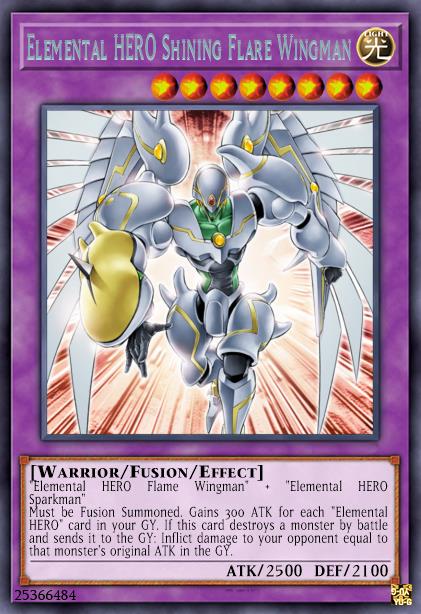 Elemental HERO Shining Flare Wingman
LIGHT
光
[Warrior/Fusion/Effect]
"Elemental HERO Flame Wingman" + "Elemental HERO
Sparkman"
Must be Fusion Summoned. Gains 300 ATK for each "Elemental
HERO" card in your GY. If this card destroys a monster by battle
and sends it to the GY: Inflict damage to your opponent equal to
that monster's original ATK in the GY.
ATK/2500 DEF/2100
25366484